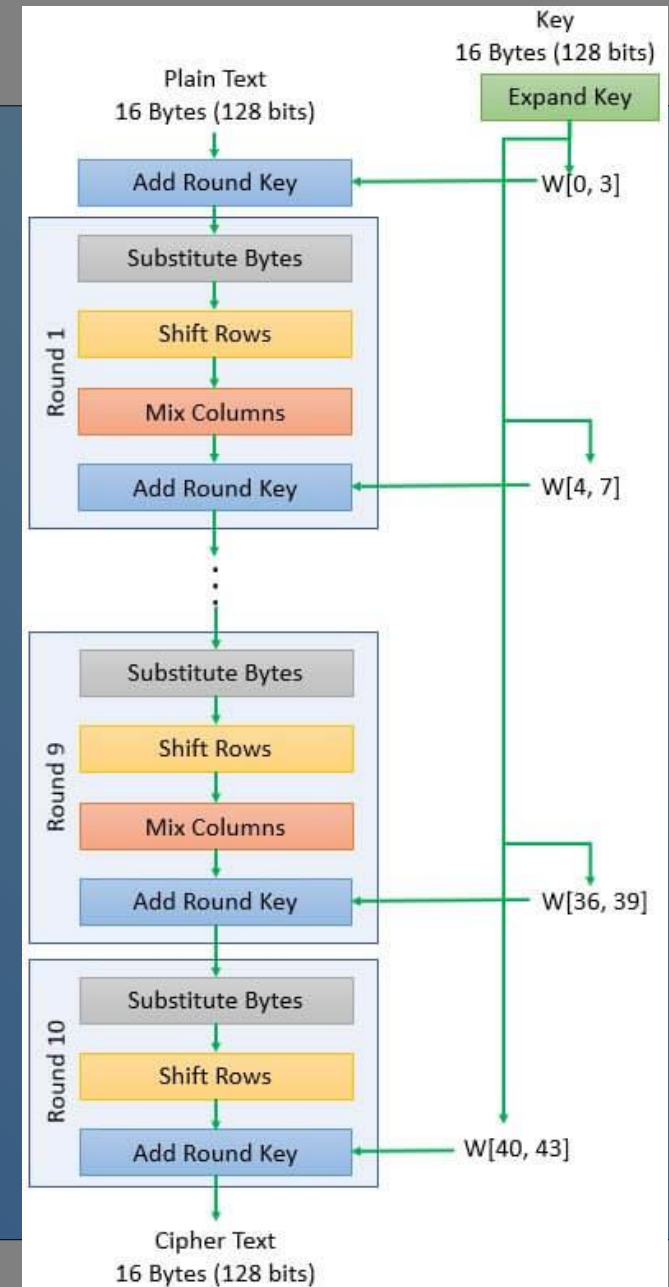 Key
16 Bytes (128 bits)
Expand Key
Plain Text
16 Bytes (128 bits)
Add Round Key
W[0, 3]
Round 1
Substitute Bytes
Shift Rows
Mix Columns
Add Round Key
W[4, 7]
Round 9
Substitute Bytes
Shift Rows
Mix Columns
Add Round Key
W[36, 39]
Round 10
Substitute Bytes
Shift Rows
Add Round Key
W[40, 43]
Cipher Text
16 Bytes (128 bits)